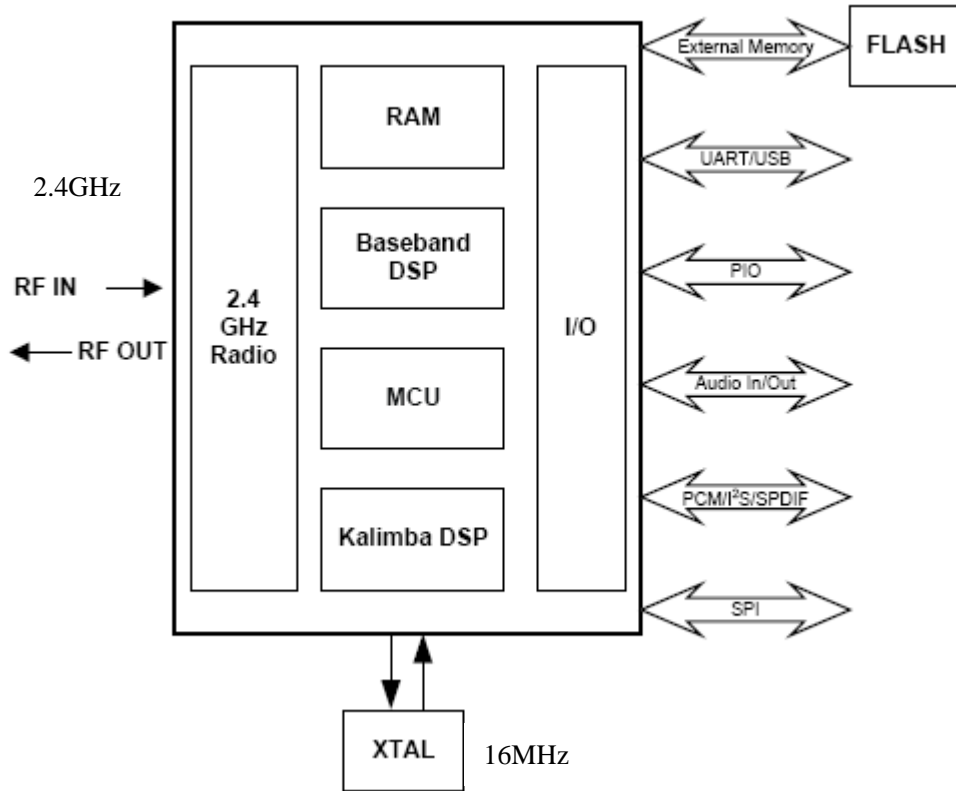 External Memory
FLASH
RAM
UART/USB
2.4GHz
Baseband
DSP
PIO
RF IN
2.4
GHz
Radio
I/O
RF OUT
MCU
Audio In/Out
PCM/I²S/SPDIF
Kalimba DSP
SPI
XTAL
16MHz